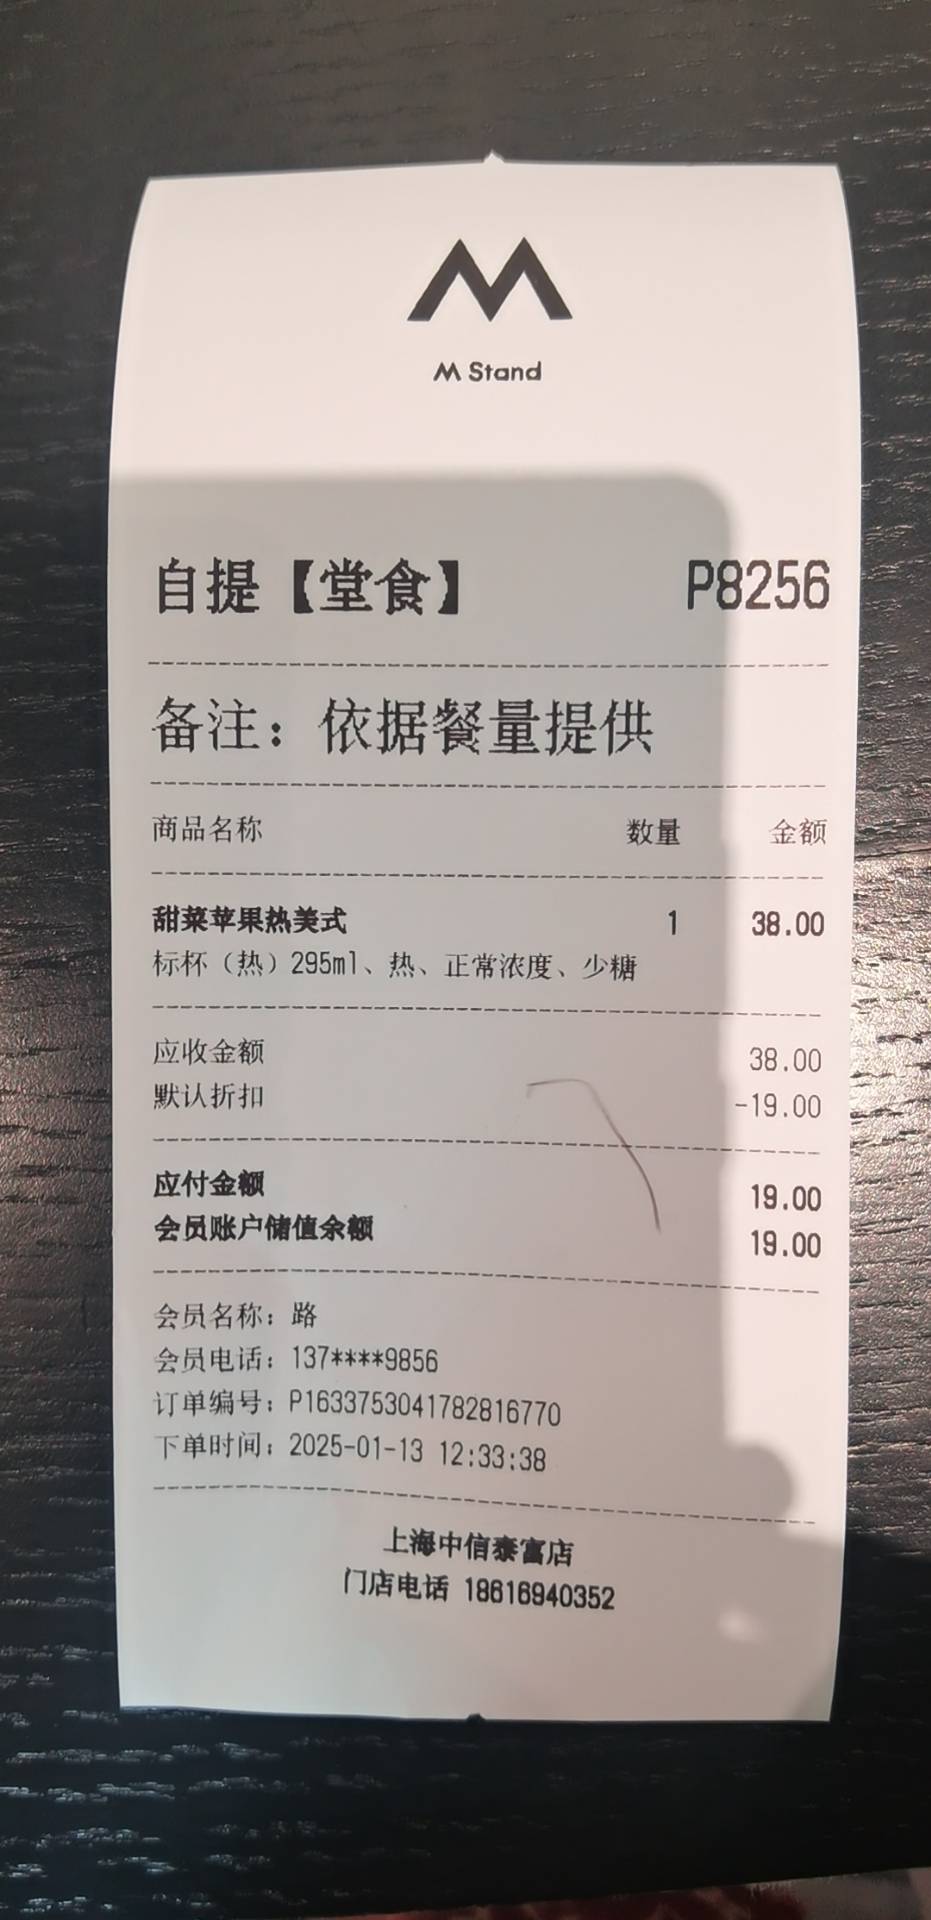 M Stand
自提【堂食】 P8256
备注：依据餐量提供
商品名称 数量 金额
甜菜苹果热美式 1 38.00
标杯（热）295ml、热、正常浓度、少糖
应收金额 38.00
默认折扣 -19.00
应付金额 19.00
会员账户储值余额 19.00
会员名称：路
会员电话：137****9856
订单编号：P1633753041782816770
下单时间：2025-01-13 12:33:38
上海中信泰富店
门店电话 18616940352